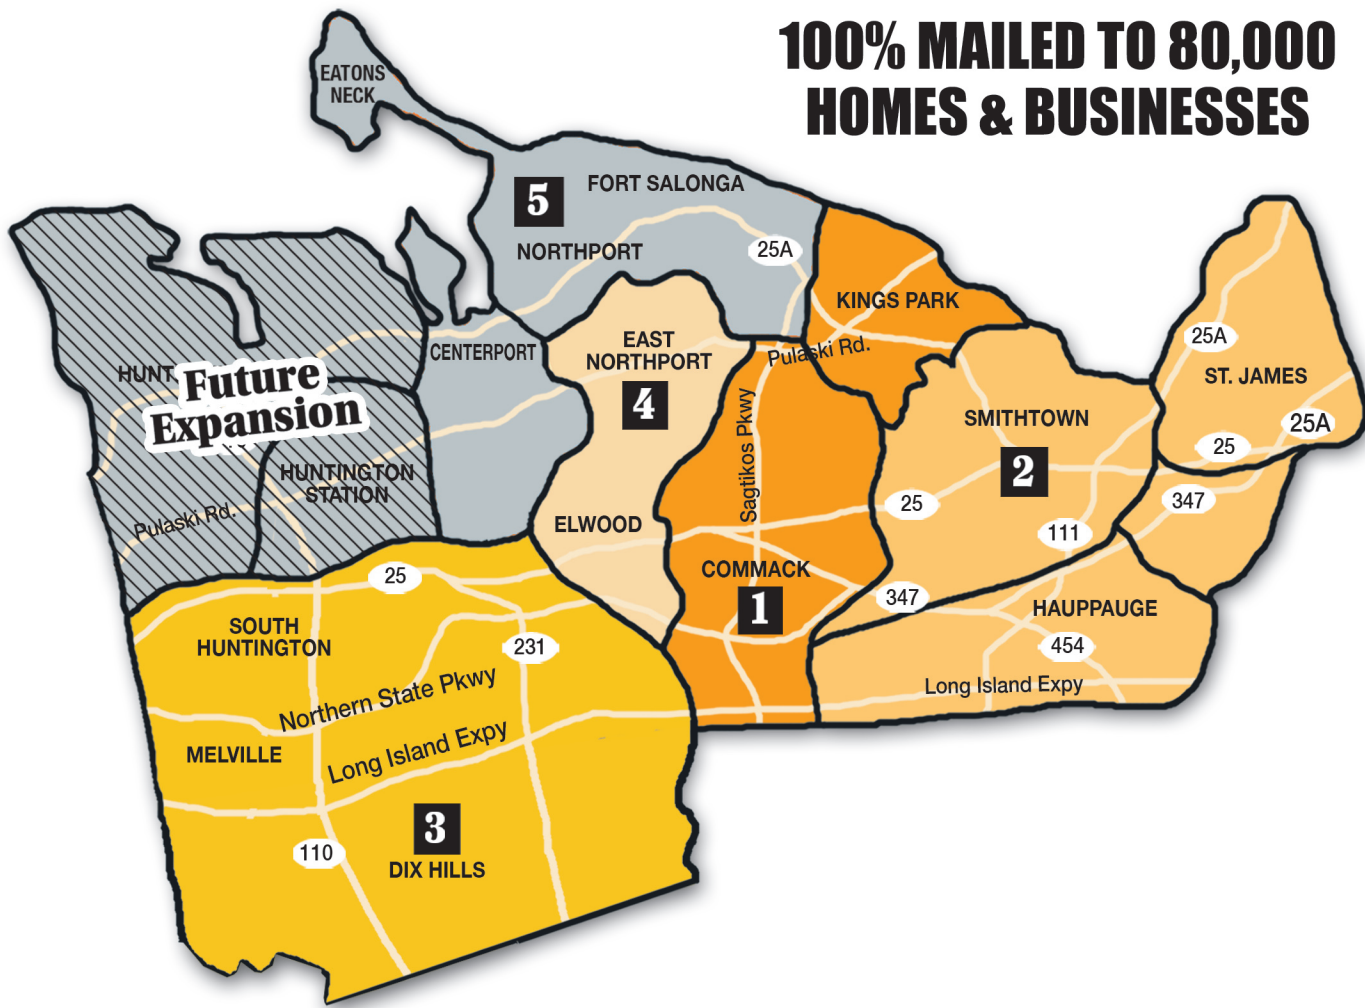 100% MAILED TO 80,000
HOMES & BUSINESSES
EATONS
NECK
5
FORT SALONGA
NORTHPORT
25A
KINGS PARK
CENTERPORT
EAST
NORTHPORT
4
Pulaski Rd.
25A
ST. JAMES
HUNT
Future
Expansion
SMITHTOWN
2
25A
25
Sagtikos Pkwy
HUNTINGTON
STATION
347
25
Pulaski Rd.
ELWOOD
111
COMMACK
1
25
347
HAUPPAUGE
SOUTH
HUNTINGTON
231
454
Long Island Expy
Northern State Pkwy
MELVILLE
Long Island Expy
3
110
DIX HILLS